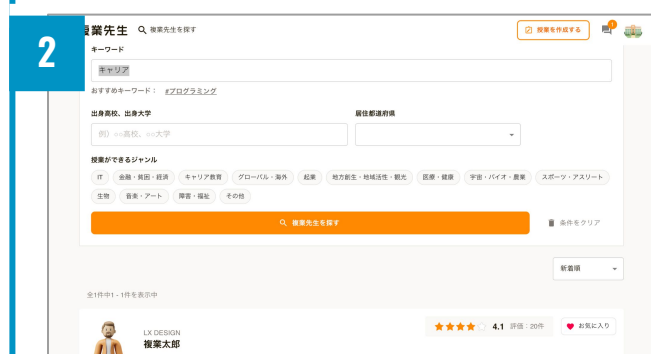 2
複業先生 複業先生を探す 授業を作成する 1
キーワード
キャリア
おすすめキーワード： #プログラミング
出身高校、出身大学 居住都道府県
例）○○高校、○○大学
授業ができるジャンル
IT 金融・貧困・経済 キャリア教育 グローバル・海外 起業 地方創生・地域活性・観光 医療・健康 宇宙・バイオ・農業 スポーツ・アスリート
生物 音楽・アート 障害・福祉 その他
複業先生を探す 条件をクリア
新着順
全1件中1 - 1件を表示中
LX DESIGN 4.1 評価：20件 お気に入り
複業太郎